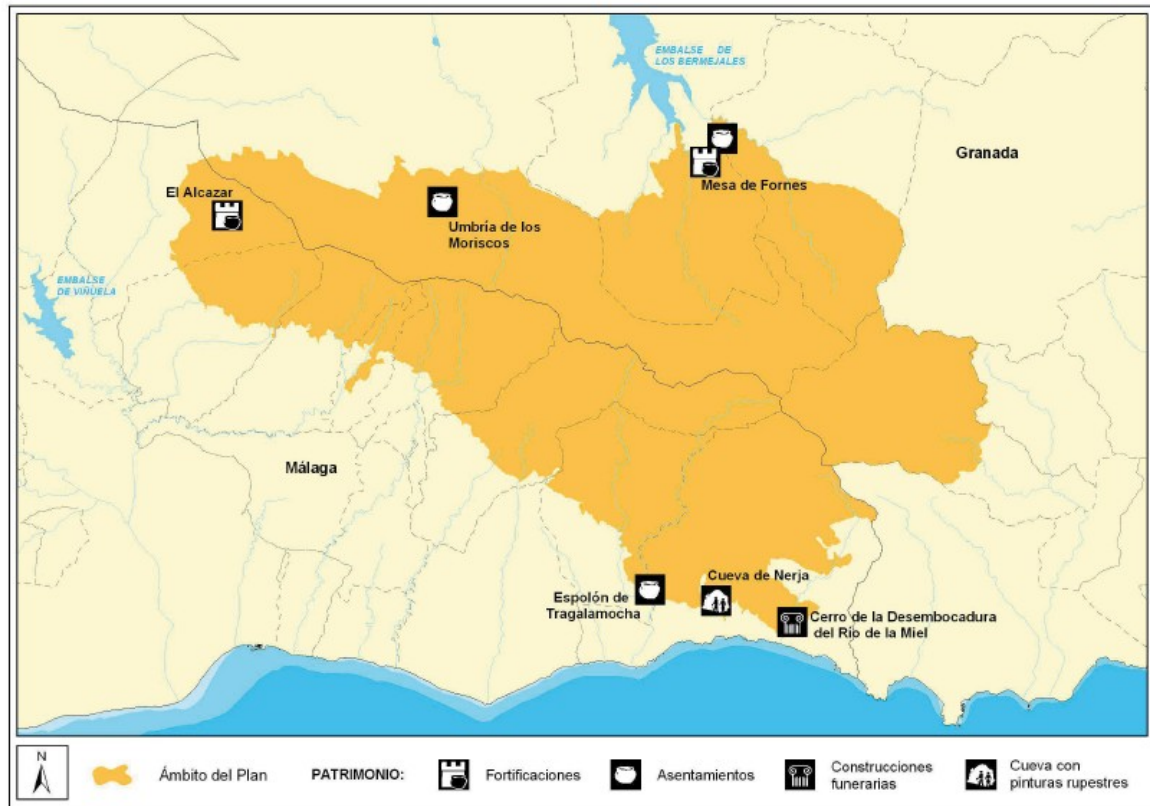 EMBALSE DE
LOS BERMEJALES
Granada
El Alcazar
Mesa de Fornes
Umbría de los
Moriscos
EMBALSE
DE VIÑUELA
Málaga
Cueva de Nerja
Espolón de
Tragalamocha
Cerro de la Desembocadura
del Río de la Miel
N
Ámbito del Plan
PATRIMONIO:
Fortificaciones
Asentamientos
Construcciones
funerarias
Cueva con
pinturas rupestres